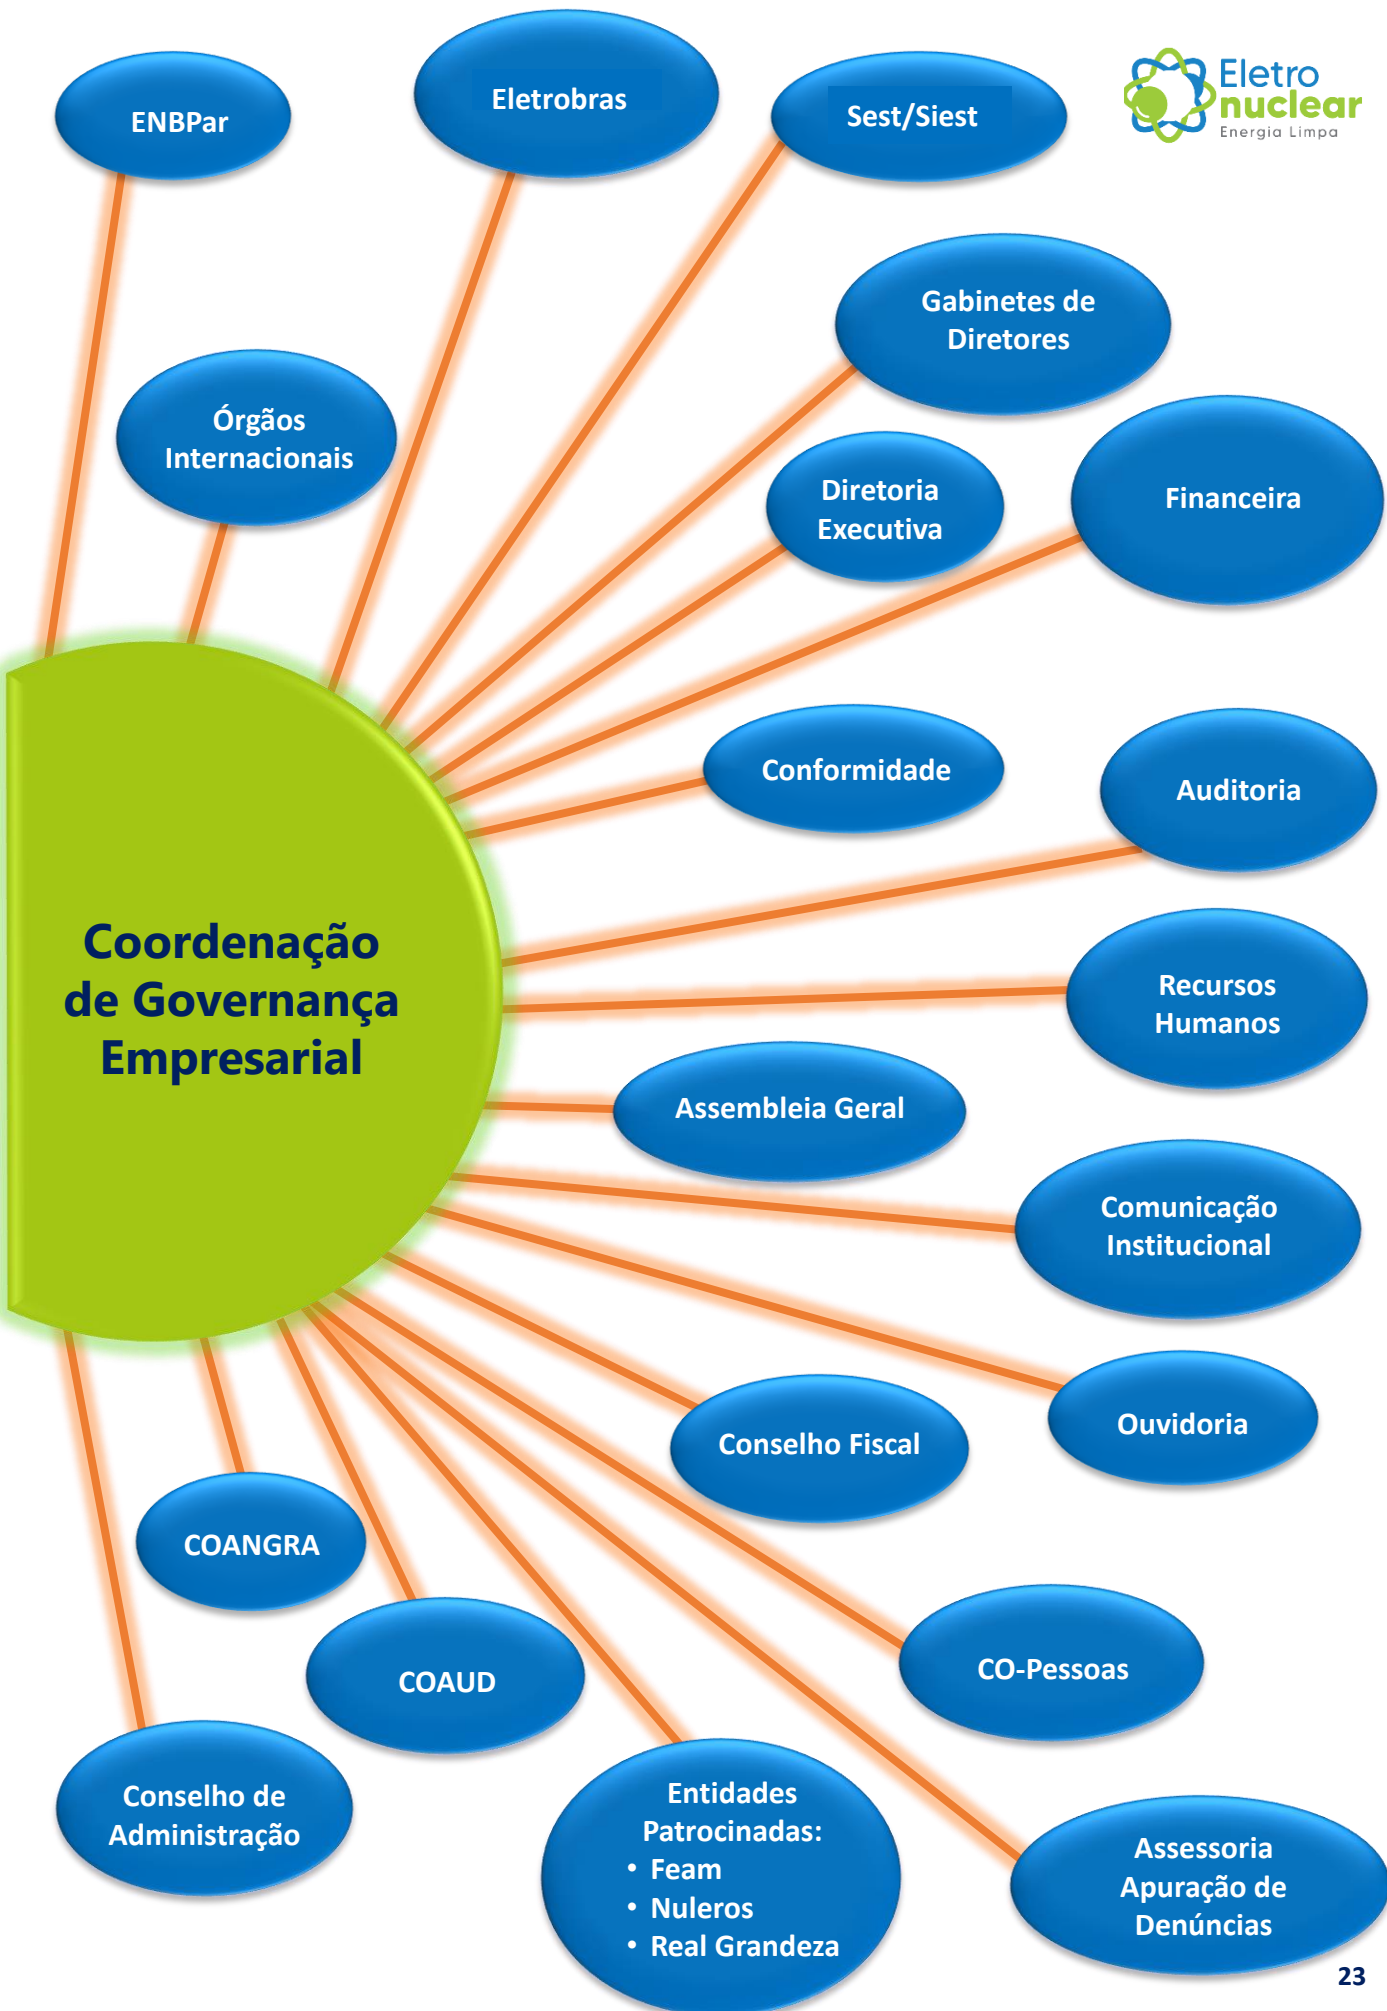 ENBPar
Eletrobras
Sest/Siest
Eletro
nuclear
Energia Limpa
Gabinetes de
Diretores
Órgãos
Internacionais
Diretoria
Executiva
Financeira
Conformidade
Auditoria
Coordenação
de Governança
Empresarial
Recursos
Humanos
Assembleia Geral
Comunicação
Institucional
Ouvidoria
Conselho Fiscal
COANGRA
COAUD
CO-Pessoas
Conselho de
Administração
Entidades
Patrocinadas:
• Feam
• Nuleros
• Real Grandeza
Assessoria
Apuração de
Denúncias
23